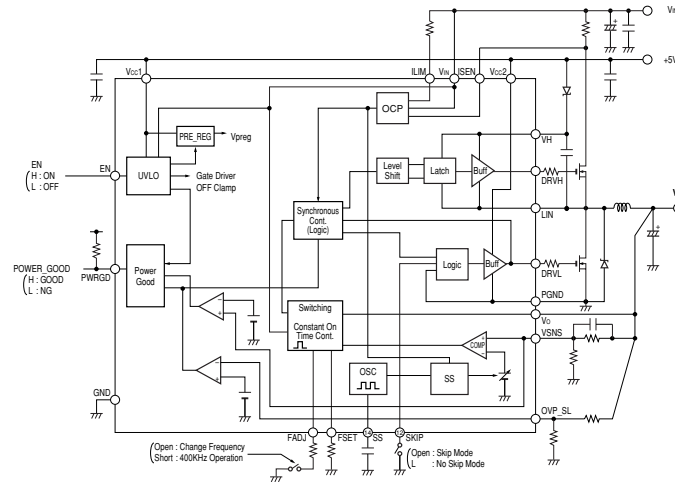 Vin
+5V
Vcc1
ILIM
VIN
ISEN
Vcc2
OCP
PRE_REG
Vpreg
VH
EN
H : ON
L : OFF
EN
UVLO
Gate Driver
OFF Clamp
Level
Shift
Latch
Buff
DRVH
Synchronous
Cont.
(Logic)
LIN
Logic
Buff
DRVL
POWER_GOOD
H : GOOD
L : NG
PWRGD
Power
Good
PGND
Switching
Constant On
Time Cont.
Vo
VSNS
COMP
OSC
SS
GND
OVP_SL
FADJ
FSET
14
SS
12
SKIP
Open : Change Frequency
Short : 400KHz Operation
Open : Skip Mode
L : No Skip Mode